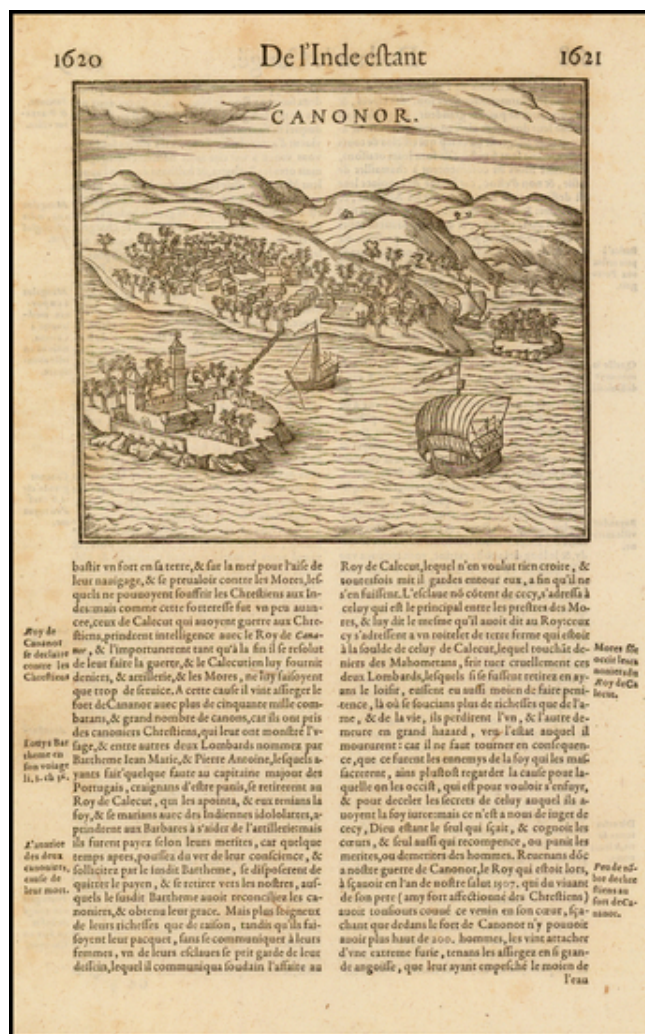 1620
De l'Inde estant
1621
CANONOR.
bastir vn fort en sa terre, & sur la mer pour l'aise de
leur nauigage, & se preualoir contre les Mores, les-
quels ne pouuoyent souffrir les Chrestiens aux In-
des: mais comme cette forteresse fut vn peu auan-
cee, ceux de Calecut qui auoyent guerre aux Chre-
stiens, prindrent intelligence auec le Roy de Cana-
nor, & l'importunerent tant qu'à la fin il se resolut
de leur faire la guerre, & le Calecutien luy fournit
deniers, & artillerie, & les Mores, ne luy faisoyent
que trop de seruice. A cette cause il vint assieger le
fort de Cananor auec plus de cinquante mille com-
batans, & grand nombre de canons, car ils ont pris
des canoniers Chrestiens, qui leur ont monstré l'v-
sage, & entre autres deux Lombards nommez par
Bartheme Iean Marie, & Pierre Antoine, lesquels a-
yants fait quelque faute au capitaine maiour des
Portugais, craignans d'estre punis, se retirerent au
Roy de Calecut, qui les apointa, & eux renians la
foy, & se marians auec des Indiennes idololatres, a-
prindrent aux Barbares à s'aider de l'artillerie: mais
ils furent payez selon leurs merites, car quelque
temps apres, poussez du ver de leur conscience, &
sollicitez par le susdit Bartheme, se disposerent de
quitter le payen, & se retirer vers les nostres, aus-
quels le susdit Bartheme auoit reconciliez les ca-
noniers, & obtenu leur grace. Mais plus soigneux
de leurs richesses que de raison, tandis qu'ils fai-
soyent leur pacquet, sans se communiquer à leurs
femmes, vn de leurs esclaues se prit garde de leur
dessein, lequel il communiqua soudain l'affaire au
Roy de
Cananor
se declaire
contre les
Chrestiens
Louys Bar
theme en
son voiage
L'auarice
des deux
canoniers,
cause de
leur mort.
Roy de Calecut, lequel n'en voulut rien croire, &
toutesfois mit il gardes entour eux, a fin qu'il ne
s'en fuissent. L'esclaue nō cōtent de cecy, s'adressa à
celuy qui est le principal entre les prestres des Mo-
res, & luy dit le mesme qu'il auoit dit au Roy: ceux
cy s'adressent a vn roitelet de terre ferme qui estoit
à la soulde de celuy de Calecut, lequel touchāt de-
niers des Mahometans, feit tuer cruellement ces
deux Lombards, lesquels si se fussent retirez en ay-
ans le loisir, eussent eu aussi moien de faire peni-
tence, là où se soucians plus de richesses que de l'a-
me, & de la vie, ils perdirent l'vn, & l'autre de-
meure en grand hazard, veu l'estat auquel il
moururent: car il ne faut tourner en consequen-
ce, que ce furent les ennemys de la foy qui les mas-
sacrerent, ains plustost regarder la cause pour la-
quelle on les occist, qui est pour vouloir s'enfuyr,
& pour deceler les secrets de celuy auquel ils a-
uoyent la foy iuree: mais ce n'est a nous de iuger de
cecy, Dieu estant le seul qui sçait, & cognoit les
cœurs, & seul aussi qui recompence, ou punit les
merites, ou demerites des hommes. Reuenans dōc
a nostre guerre de Canonor, le Roy qui estoit lors,
à sçauoir en l'an de nostre salut 1507. qui du viuant
de son pere (amy fort affectionné des Chrestiens)
auoit tousiours couué ce venin en son cœur, sça-
chant que dedans le fort de Canonor n'y pouuoit
auoir plus haut de 200. hommes, les vint attacher
d'vne extreme furie, tenans les assiegez en si gran-
de angoisse, que leur ayant empesché le moien de
l'eau
Mores fōt
occir leurs
Roy de Ca
lecut.
Peu de nō-
bre de chre
stiens au
fort de Ca-
nanor.